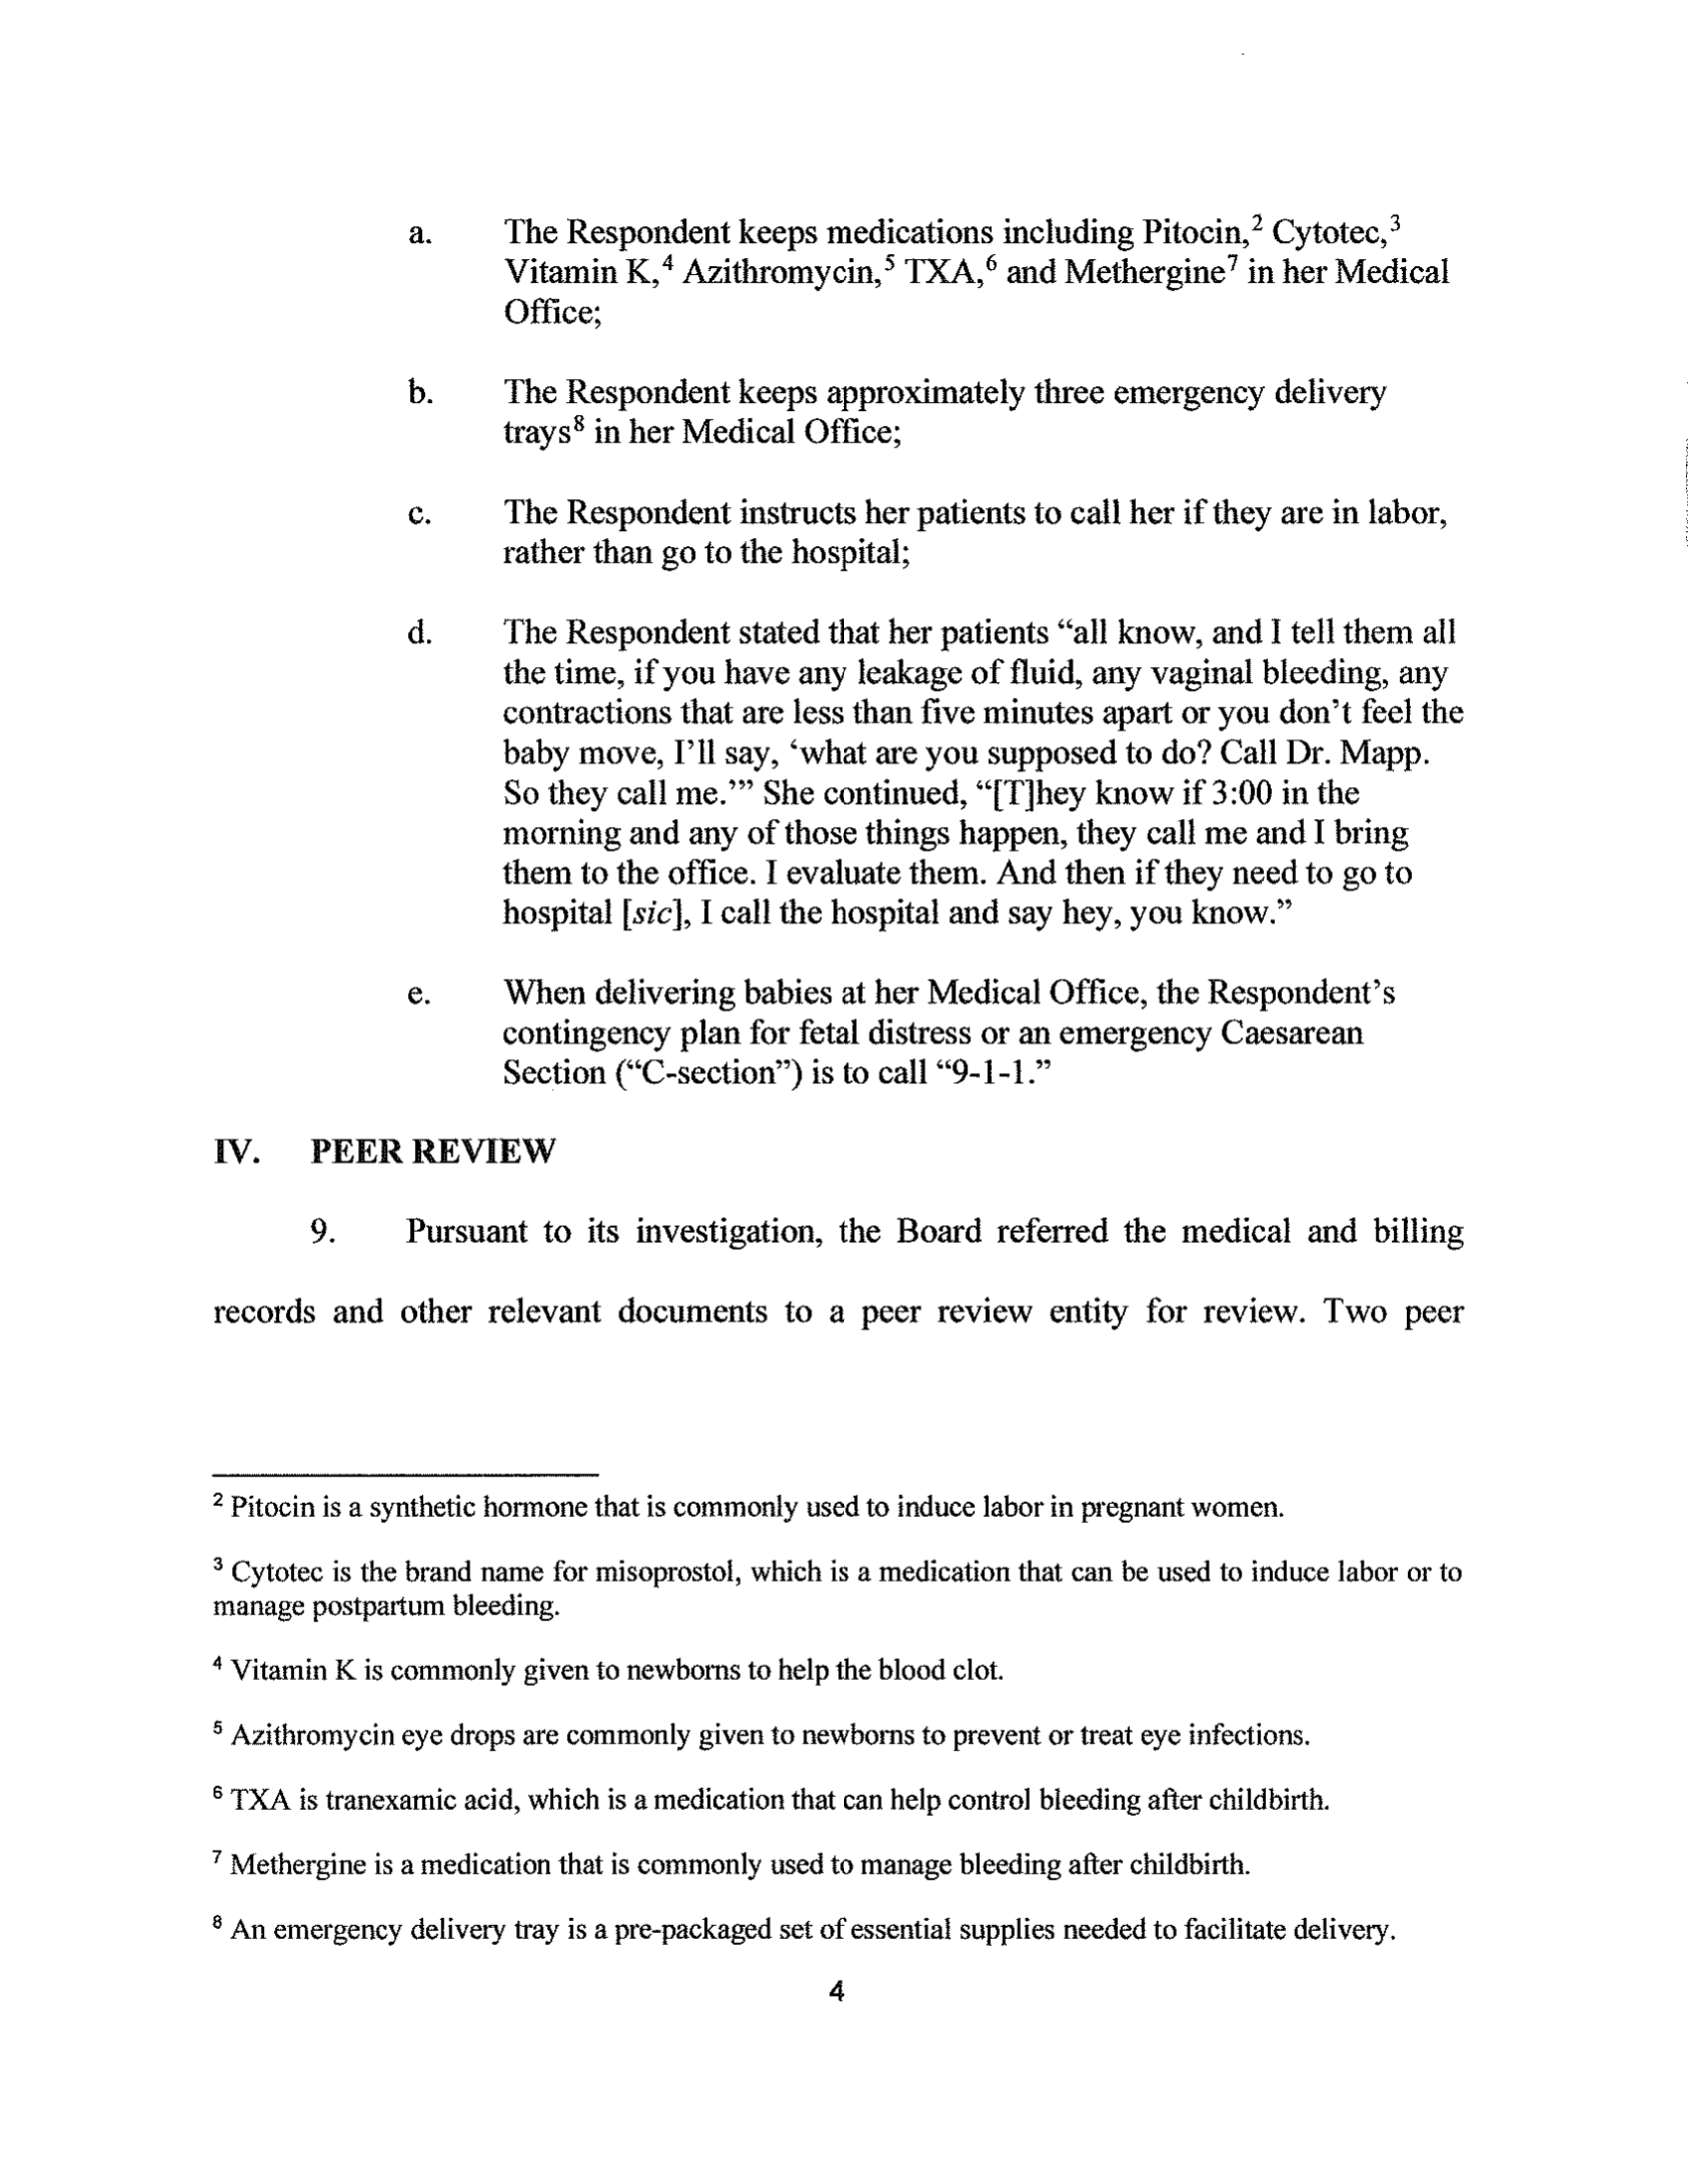 a. The Respondent keeps medications including Pitocin,² Cytotec,³
Vitamin K,⁴ Azithromycin,⁵ TXA,⁶ and Methergine⁷ in her Medical
Office;
b. The Respondent keeps approximately three emergency delivery
trays⁸ in her Medical Office;
c. The Respondent instructs her patients to call her if they are in labor,
rather than go to the hospital;
d. The Respondent stated that her patients “all know, and I tell them all
the time, if you have any leakage of fluid, any vaginal bleeding, any
contractions that are less than five minutes apart or you don’t feel the
baby move, I’ll say, ‘what are you supposed to do? Call Dr. Mapp.
So they call me.’” She continued, “[T]hey know if 3:00 in the
morning and any of those things happen, they call me and I bring
them to the office. I evaluate them. And then if they need to go to
hospital [sic], I call the hospital and say hey, you know.”
e. When delivering babies at her Medical Office, the Respondent’s
contingency plan for fetal distress or an emergency Caesarean
Section (“C-section”) is to call “9-1-1.”
IV. PEER REVIEW
9. Pursuant to its investigation, the Board referred the medical and billing
records and other relevant documents to a peer review entity for review. Two peer
² Pitocin is a synthetic hormone that is commonly used to induce labor in pregnant women.
³ Cytotec is the brand name for misoprostol, which is a medication that can be used to induce labor or to
manage postpartum bleeding.
⁴ Vitamin K is commonly given to newborns to help the blood clot.
⁵ Azithromycin eye drops are commonly given to newborns to prevent or treat eye infections.
⁶ TXA is tranexamic acid, which is a medication that can help control bleeding after childbirth.
⁷ Methergine is a medication that is commonly used to manage bleeding after childbirth.
⁸ An emergency delivery tray is a pre-packaged set of essential supplies needed to facilitate delivery.
4